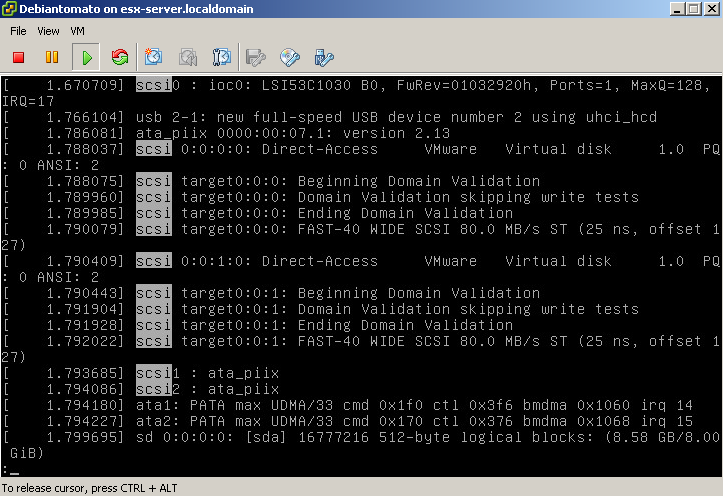 Debiantomato on esx-server.localdomain
File View VM
[    1.670709] scsi0 : ioc0: LSI53C1030 B0, FwRev=01032920h, Ports=1, MaxQ=128,
IRQ=17
[    1.766104] usb 2-1: new full-speed USB device number 2 using uhci_hcd
[    1.786081] ata_piix 0000:00:07.1: version 2.13
[    1.788037] scsi 0:0:0:0: Direct-Access     VMware   Virtual disk     1.0  PQ
: 0 ANSI: 2
[    1.788075] scsi target0:0:0: Beginning Domain Validation
[    1.789960] scsi target0:0:0: Domain Validation skipping write tests
[    1.789985] scsi target0:0:0: Ending Domain Validation
[    1.790079] scsi target0:0:0: FAST-40 WIDE SCSI 80.0 MB/s ST (25 ns, offset 1
27)
[    1.790409] scsi 0:0:1:0: Direct-Access     VMware   Virtual disk     1.0  PQ
: 0 ANSI: 2
[    1.790443] scsi target0:0:1: Beginning Domain Validation
[    1.791904] scsi target0:0:1: Domain Validation skipping write tests
[    1.791928] scsi target0:0:1: Ending Domain Validation
[    1.792022] scsi target0:0:1: FAST-40 WIDE SCSI 80.0 MB/s ST (25 ns, offset 1
27)
[    1.793685] scsi1 : ata_piix
[    1.794086] scsi2 : ata_piix
[    1.794180] ata1: PATA max UDMA/33 cmd 0x1f0 ctl 0x3f6 bmdma 0x1060 irq 14
[    1.794227] ata2: PATA max UDMA/33 cmd 0x170 ctl 0x376 bmdma 0x1068 irq 15
[    1.799695] sd 0:0:0:0: [sda] 16777216 512-byte logical blocks: (8.58 GB/8.00
 GiB)
:_
To release cursor, press CTRL + ALT